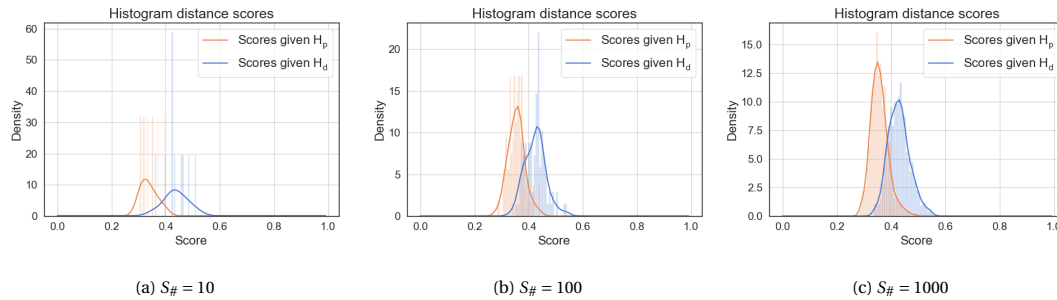 Histogram distance scores
60
50
40
30
20
10
0
Density
Scores given H_p
Scores given H_d
0.0 0.2 0.4 0.6 0.8 1.0
Score
(a) S_# = 10
Histogram distance scores
20
15
10
5
0
Density
Scores given H_p
Scores given H_d
0.0 0.2 0.4 0.6 0.8 1.0
Score
(b) S_# = 100
Histogram distance scores
15.0
12.5
10.0
7.5
5.0
2.5
0.0
Density
Scores given H_p
Scores given H_d
0.0 0.2 0.4 0.6 0.8 1.0
Score
(c) S_# = 1000